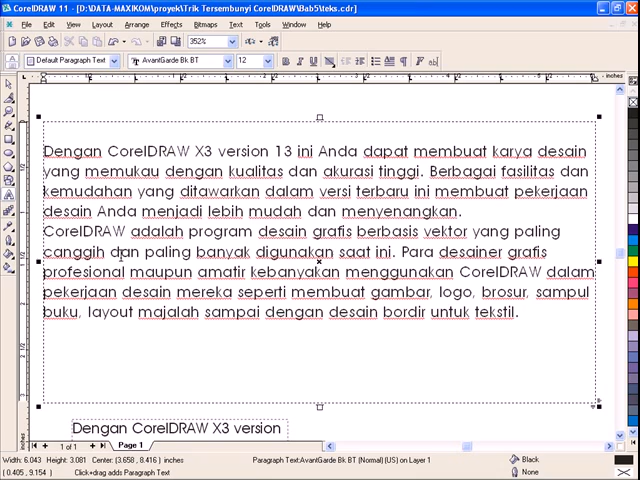 CorelDRAW 11 - [D:\DATA-MAXIKOM\proyek\Trik Tersembunyi CorelDRAW\Bab5\teks.cdr]
File Edit View Layout Arrange Effects Bitmaps Text Tools Window Help
352%
Default Paragraph Text AvantGarde Bk BT 12
inches
Dengan CorelDRAW X3 version 13 ini Anda dapat membuat karya desain
yang memukau dengan kualitas dan akurasi tinggi. Berbagai fasilitas dan
kemudahan yang ditawarkan dalam versi terbaru ini membuat pekerjaan
desain Anda menjadi lebih mudah dan menyenangkan.
CorelDRAW adalah program desain grafis berbasis vektor yang paling
canggih dan paling banyak digunakan saat ini. Para desainer grafis
profesional maupun amatir kebanyakan menggunakan CorelDRAW dalam
pekerjaan desain mereka seperti membuat gambar, logo, brosur, sampul
buku, layout majalah sampai dengan desain bordir untuk tekstil.
Dengan CorelDRAW X3 version
1 of 1 Page 1
Width: 6.043 Height: 3.081 Center: (3.658 , 8.416 ) inches Paragraph Text:AvantGarde Bk BT (Normal) (US) on Layer 1 Black
( 0.405 , 9.154 ) Click+drag adds Paragraph Text None